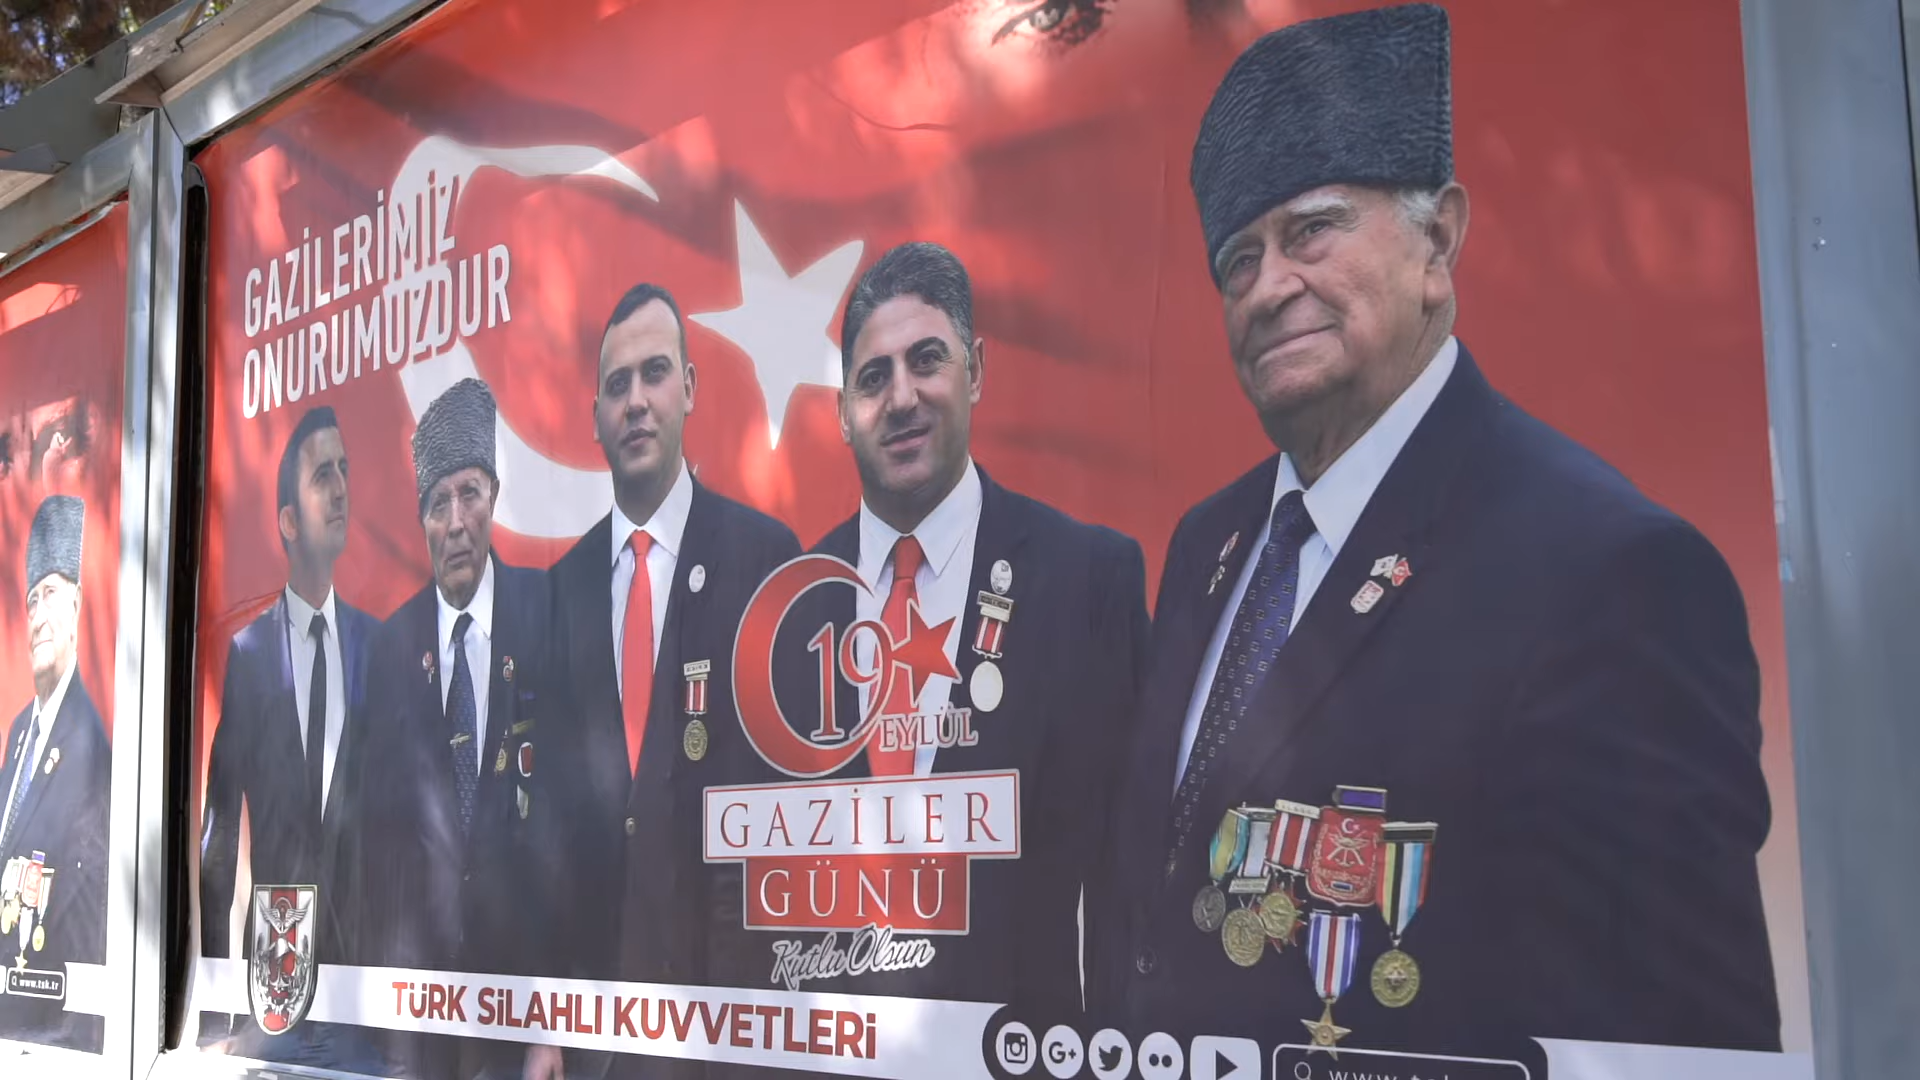 GAZİLERİMİZ
ONURUMUZDUR
19
EYLÜL
GAZİLER
GÜNÜ
Kutlu Olsun
TÜRK SİLAHLI KUVVETLERİ
G+
www.tsk.tr